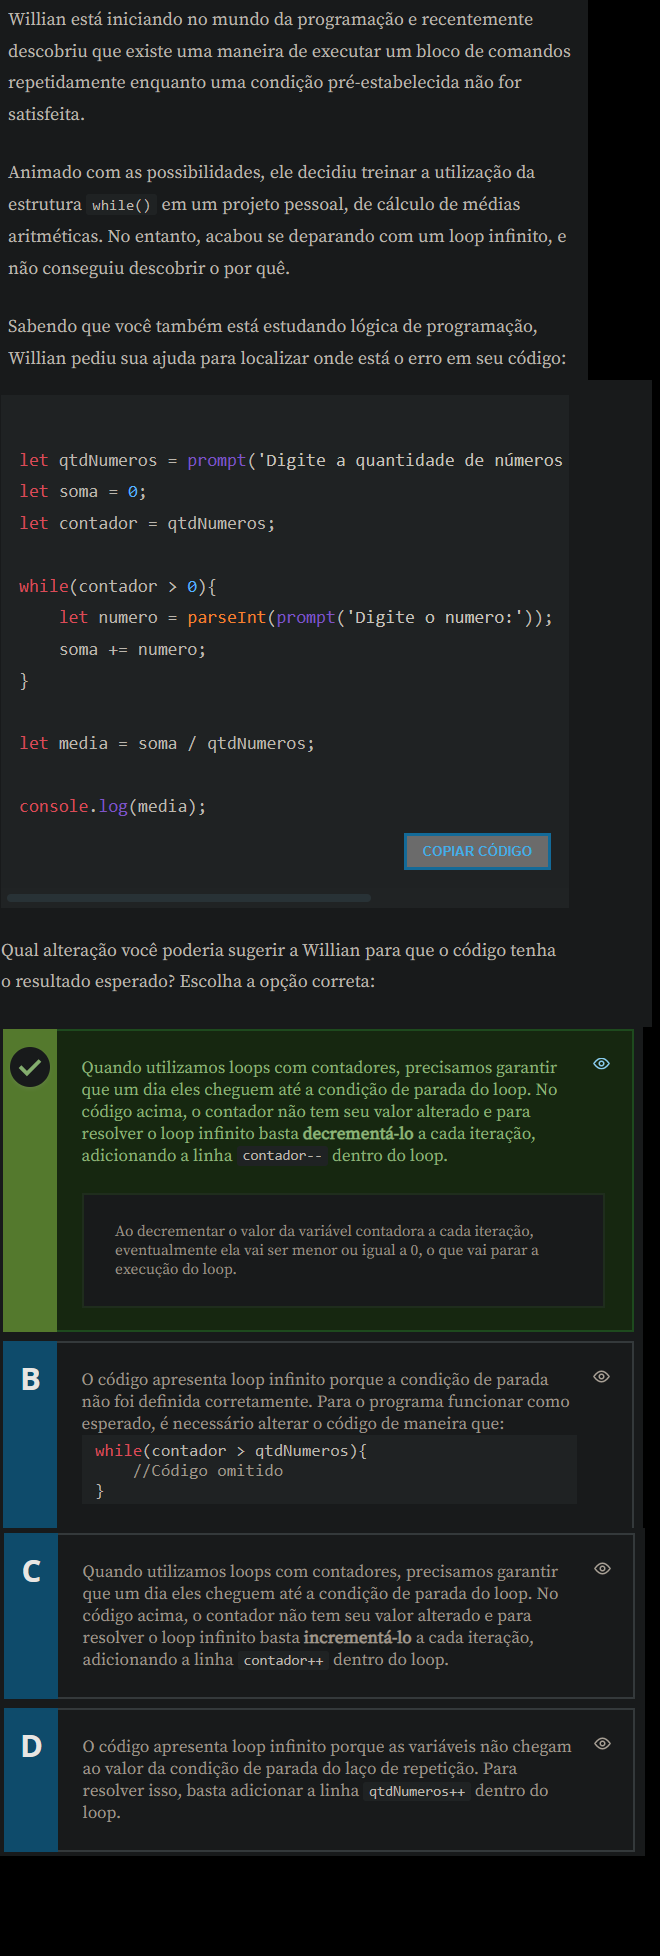 Willian está iniciando no mundo da programação e recentemente
descobriu que existe uma maneira de executar um bloco de comandos
repetidamente enquanto uma condição pré-estabelecida não for
satisfeita.
Animado com as possibilidades, ele decidiu treinar a utilização da
estrutura while() em um projeto pessoal, de cálculo de médias
aritméticas. No entanto, acabou se deparando com um loop infinito, e
não conseguiu descobrir o por quê.
Sabendo que você também está estudando lógica de programação,
Willian pediu sua ajuda para localizar onde está o erro em seu código:
let qtdNumeros = prompt('Digite a quantidade de números
let soma = 0;
let contador = qtdNumeros;
while(contador > 0){
    let numero = parseInt(prompt('Digite o numero:'));
    soma += numero;
}
let media = soma / qtdNumeros;
console.log(media);
COPIAR CÓDIGO
Qual alteração você poderia sugerir a Willian para que o código tenha
o resultado esperado? Escolha a opção correta:
Quando utilizamos loops com contadores, precisamos garantir
que um dia eles cheguem até a condição de parada do loop. No
código acima, o contador não tem seu valor alterado e para
resolver o loop infinito basta decrementá-lo a cada iteração,
adicionando a linha contador-- dentro do loop.
Ao decrementar o valor da variável contadora a cada iteração,
eventualmente ela vai ser menor ou igual a 0, o que vai parar a
execução do loop.
B
O código apresenta loop infinito porque a condição de parada
não foi definida corretamente. Para o programa funcionar como
esperado, é necessário alterar o código de maneira que:
while(contador > qtdNumeros){
    //Código omitido
}
C
Quando utilizamos loops com contadores, precisamos garantir
que um dia eles cheguem até a condição de parada do loop. No
código acima, o contador não tem seu valor alterado e para
resolver o loop infinito basta incrementá-lo a cada iteração,
adicionando a linha contador++ dentro do loop.
D
O código apresenta loop infinito porque as variáveis não chegam
ao valor da condição de parada do laço de repetição. Para
resolver isso, basta adicionar a linha qtdNumeros++ dentro do
loop.